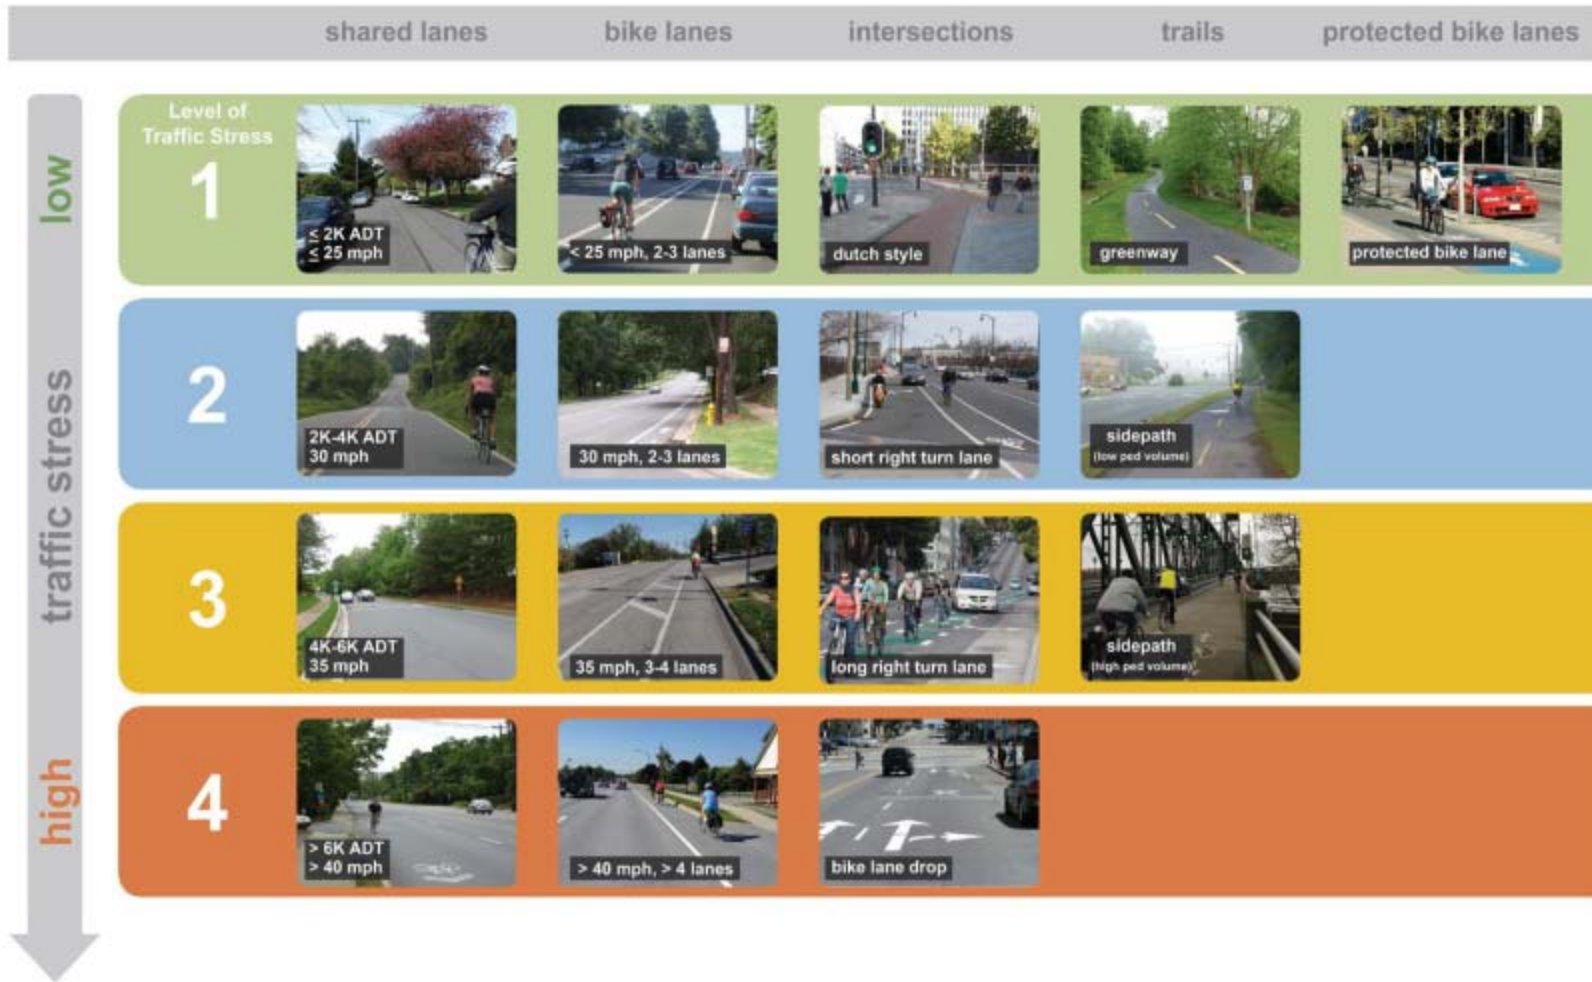 shared lanes
bike lanes
intersections
trails
protected bike lanes
low
traffic stress
high
Level of
Traffic Stress
1
≤ 2K ADT
≤ 25 mph
< 25 mph, 2-3 lanes
dutch style
greenway
protected bike lane
2
2K-4K ADT
30 mph
30 mph, 2-3 lanes
short right turn lane
sidepath
(low ped volume)
3
4K-6K ADT
35 mph
35 mph, 3-4 lanes
long right turn lane
sidepath
(high ped volume)
4
> 6K ADT
> 40 mph
> 40 mph, > 4 lanes
bike lane drop